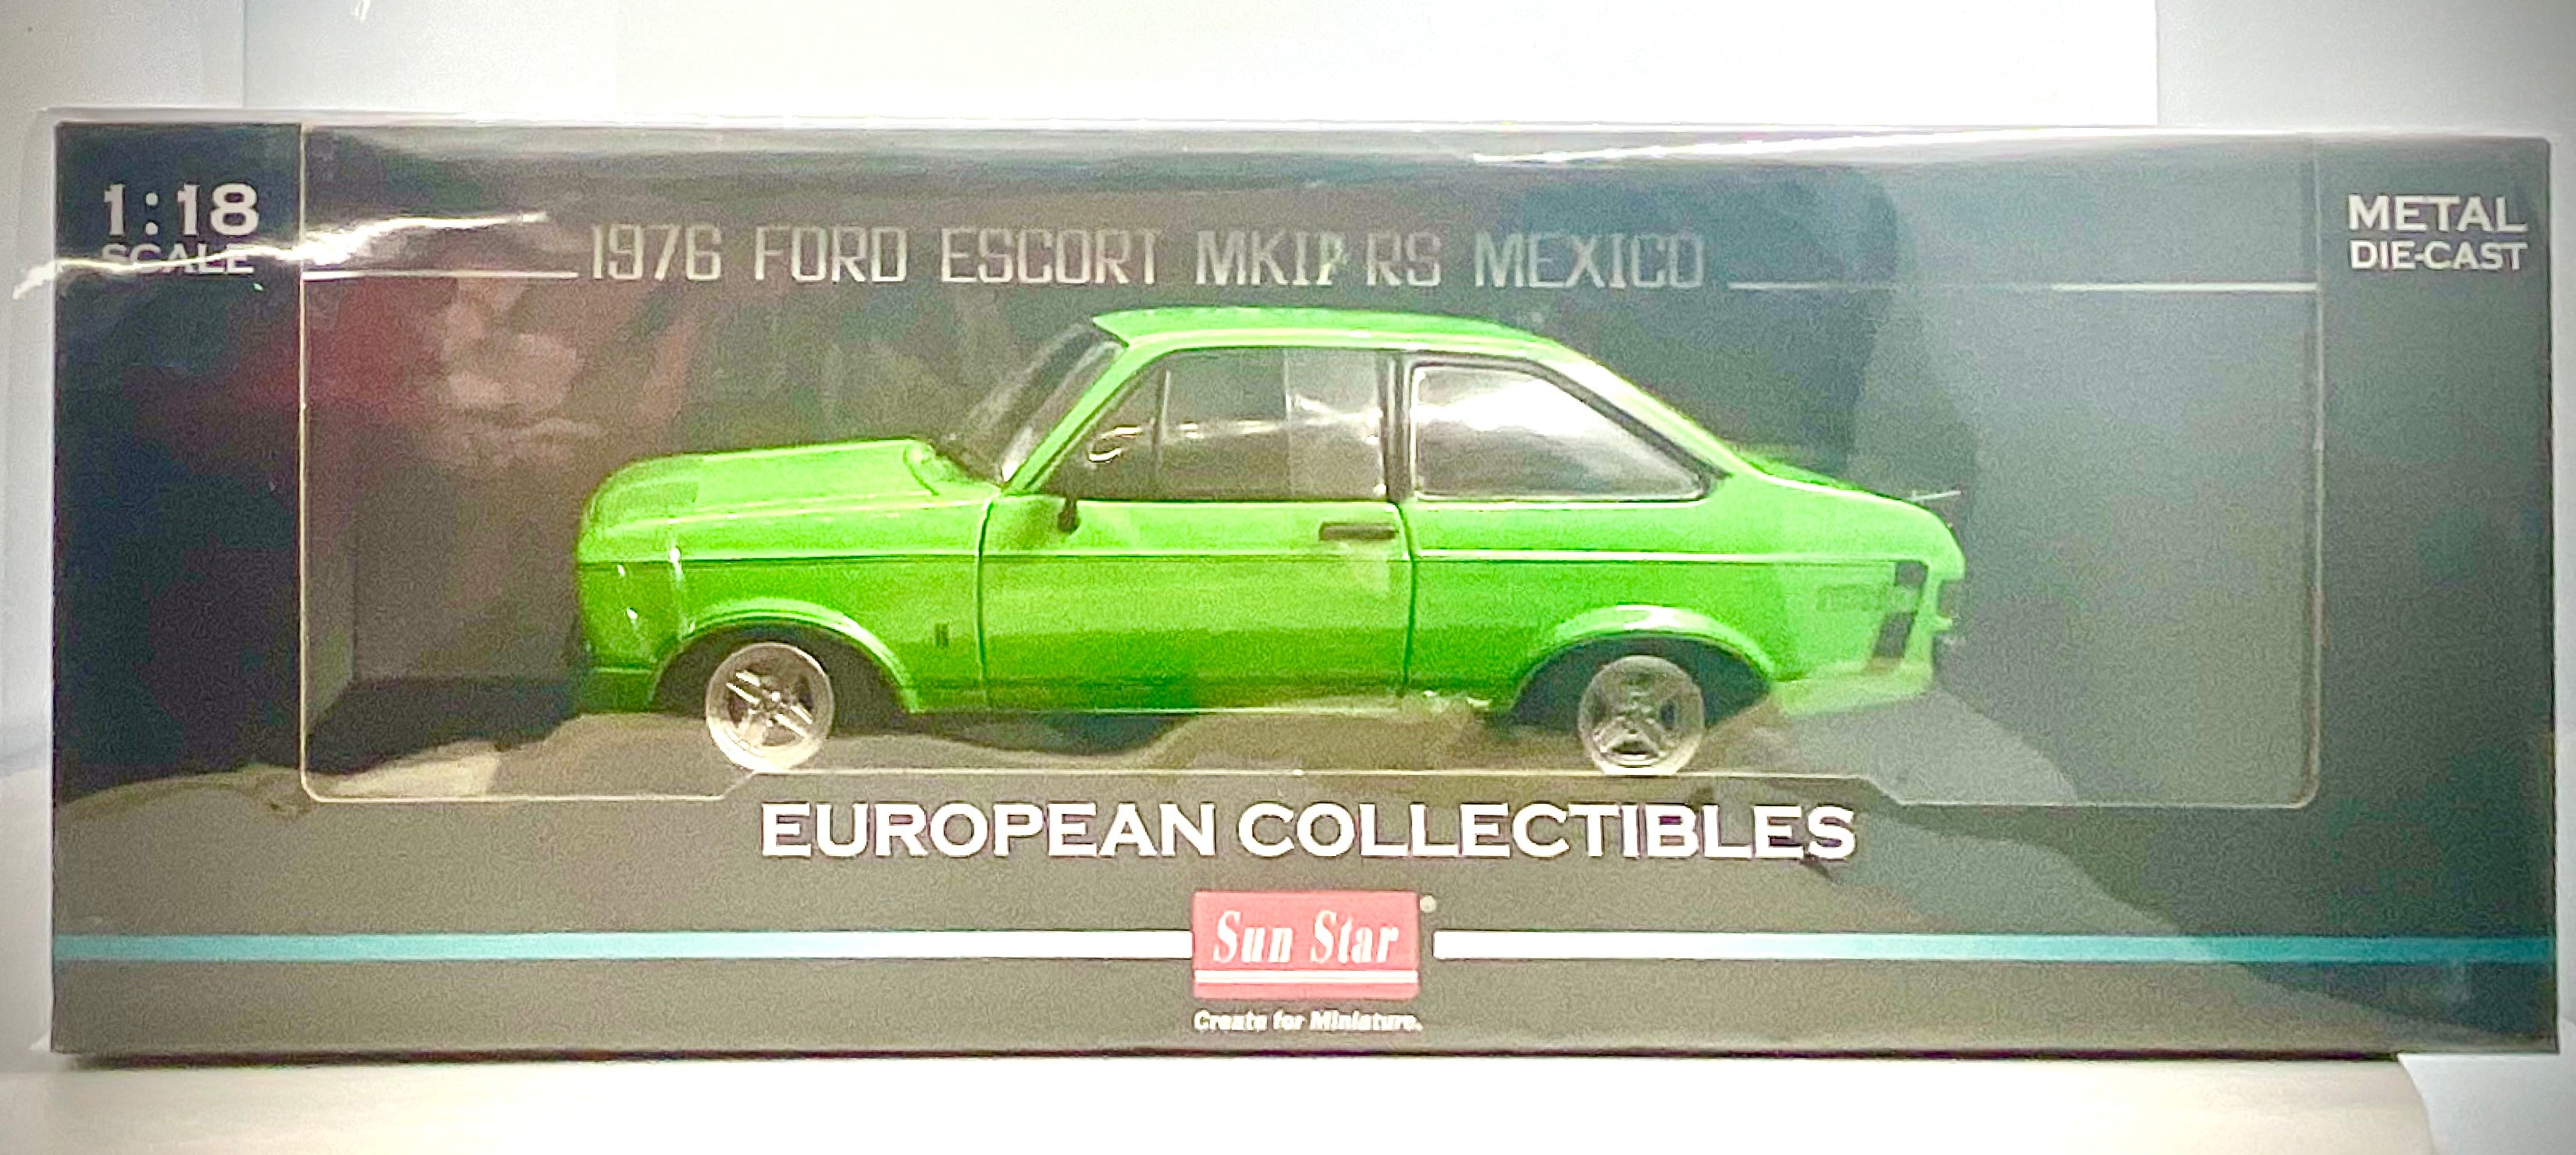 1:18
SCALE
1976 FORD ESCORT MKII RS MEXICO
METAL
DIE-CAST
EUROPEAN COLLECTIBLES
Sun Star
Create for Miniature.